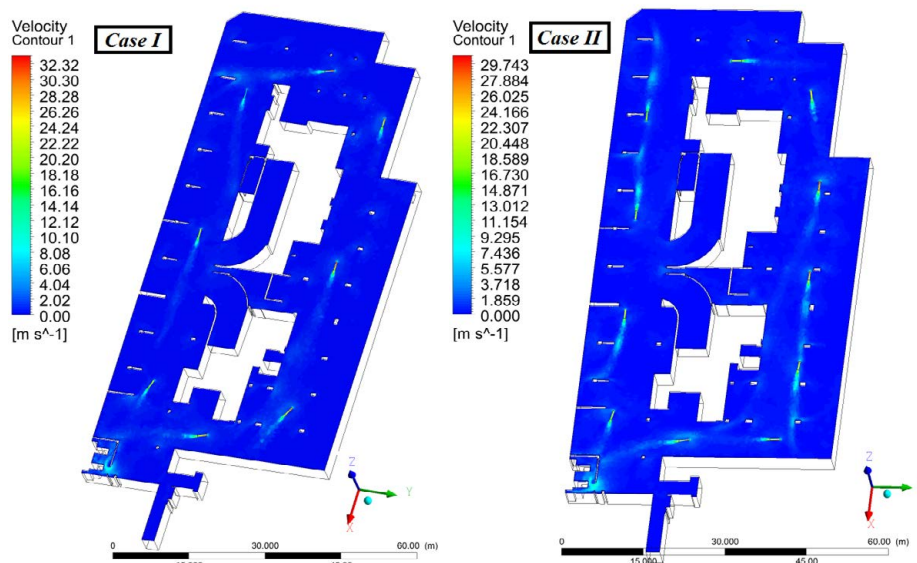 Velocity
Contour 1
Case I
32.32
30.30
28.28
26.26
24.24
22.22
20.20
18.18
16.16
14.14
12.12
10.10
8.08
6.06
4.04
2.02
0.00
[m s^-1]
Z
Y
X
0
30.000
60.00 (m)
15.000
45.00
Velocity
Contour 1
Case II
29.743
27.884
26.025
24.166
22.307
20.448
18.589
16.730
14.871
13.012
11.154
9.295
7.436
5.577
3.718
1.859
0.000
[m s^-1]
Z
X
0
30.000
60.00 (m)
15.000
45.00